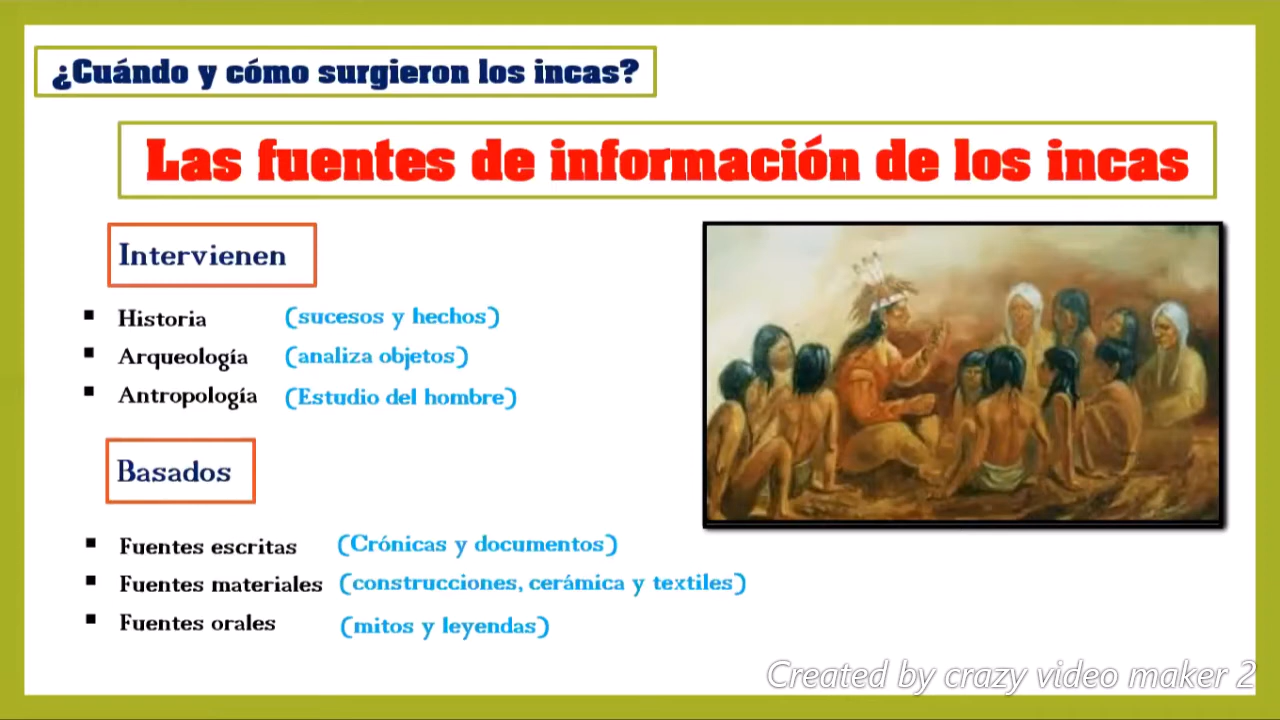 ¿Cuándo y cómo surgieron los incas?
Las fuentes de información de los incas
Intervienen
Historia (sucesos y hechos)
Arqueología (analiza objetos)
Antropología (Estudio del hombre)
Basados
Fuentes escritas (Crónicas y documentos)
Fuentes materiales (construcciones, cerámica y textiles)
Fuentes orales (mitos y leyendas)
Created by crazy video maker 2